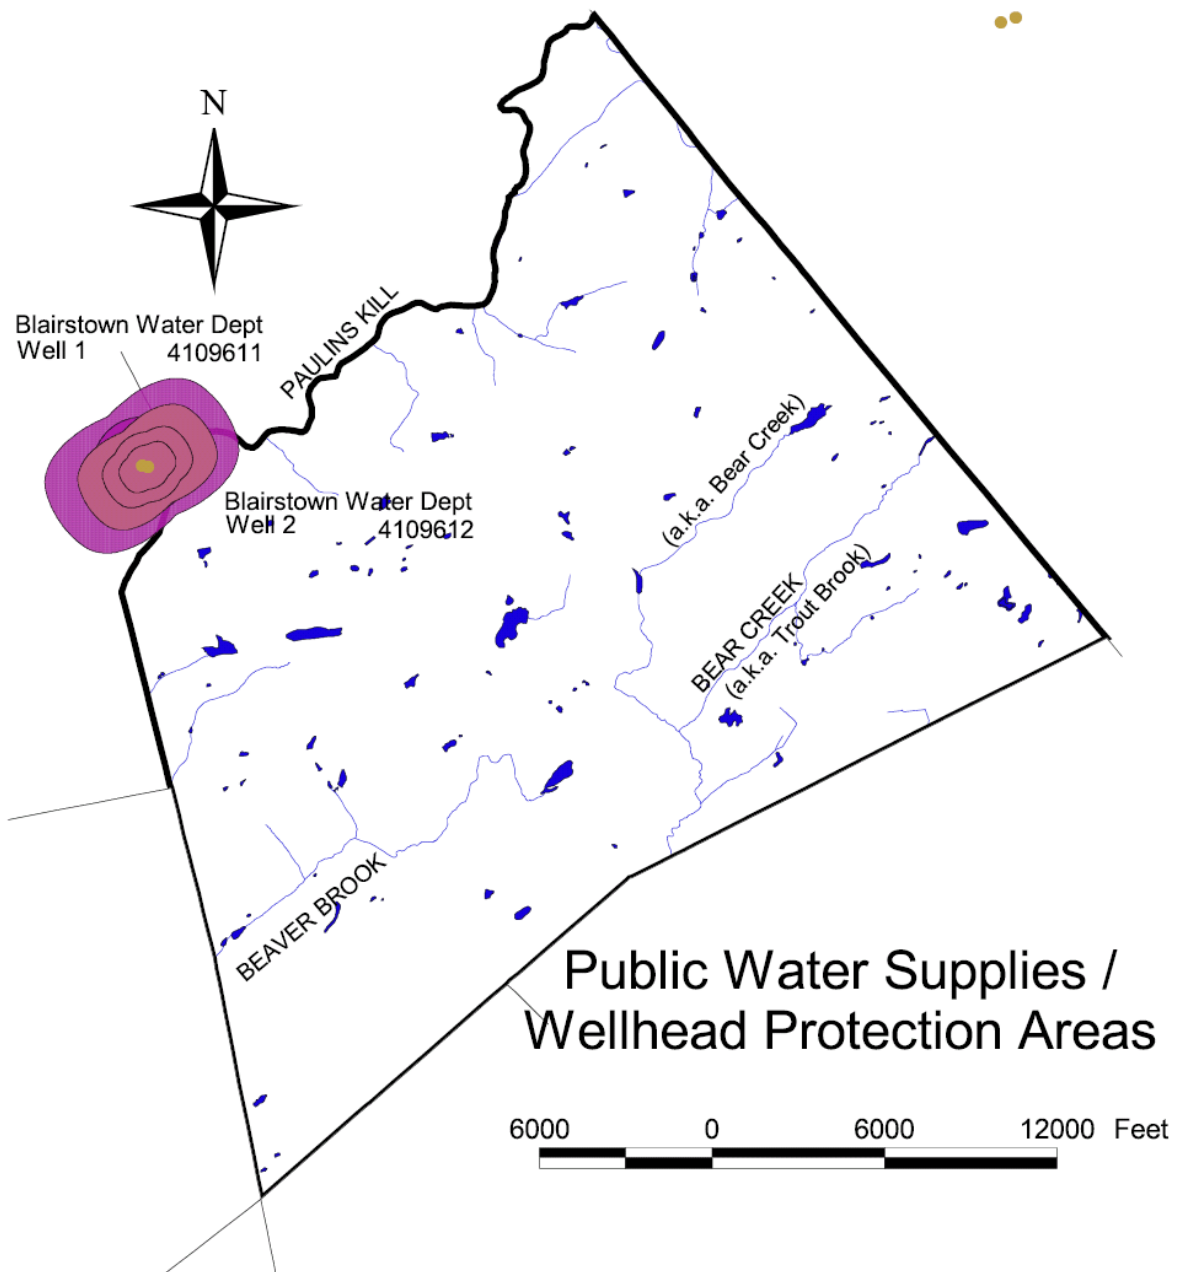 N
Blairstown Water Dept
Well 1 4109611
PAULINS KILL
Blairstown Water Dept
Well 2 4109612
(a.k.a. Bear Creek)
BEAR CREEK
(a.k.a. Trout Brook)
BEAVER BROOK
Public Water Supplies /
Wellhead Protection Areas
6000 0 6000 12000 Feet